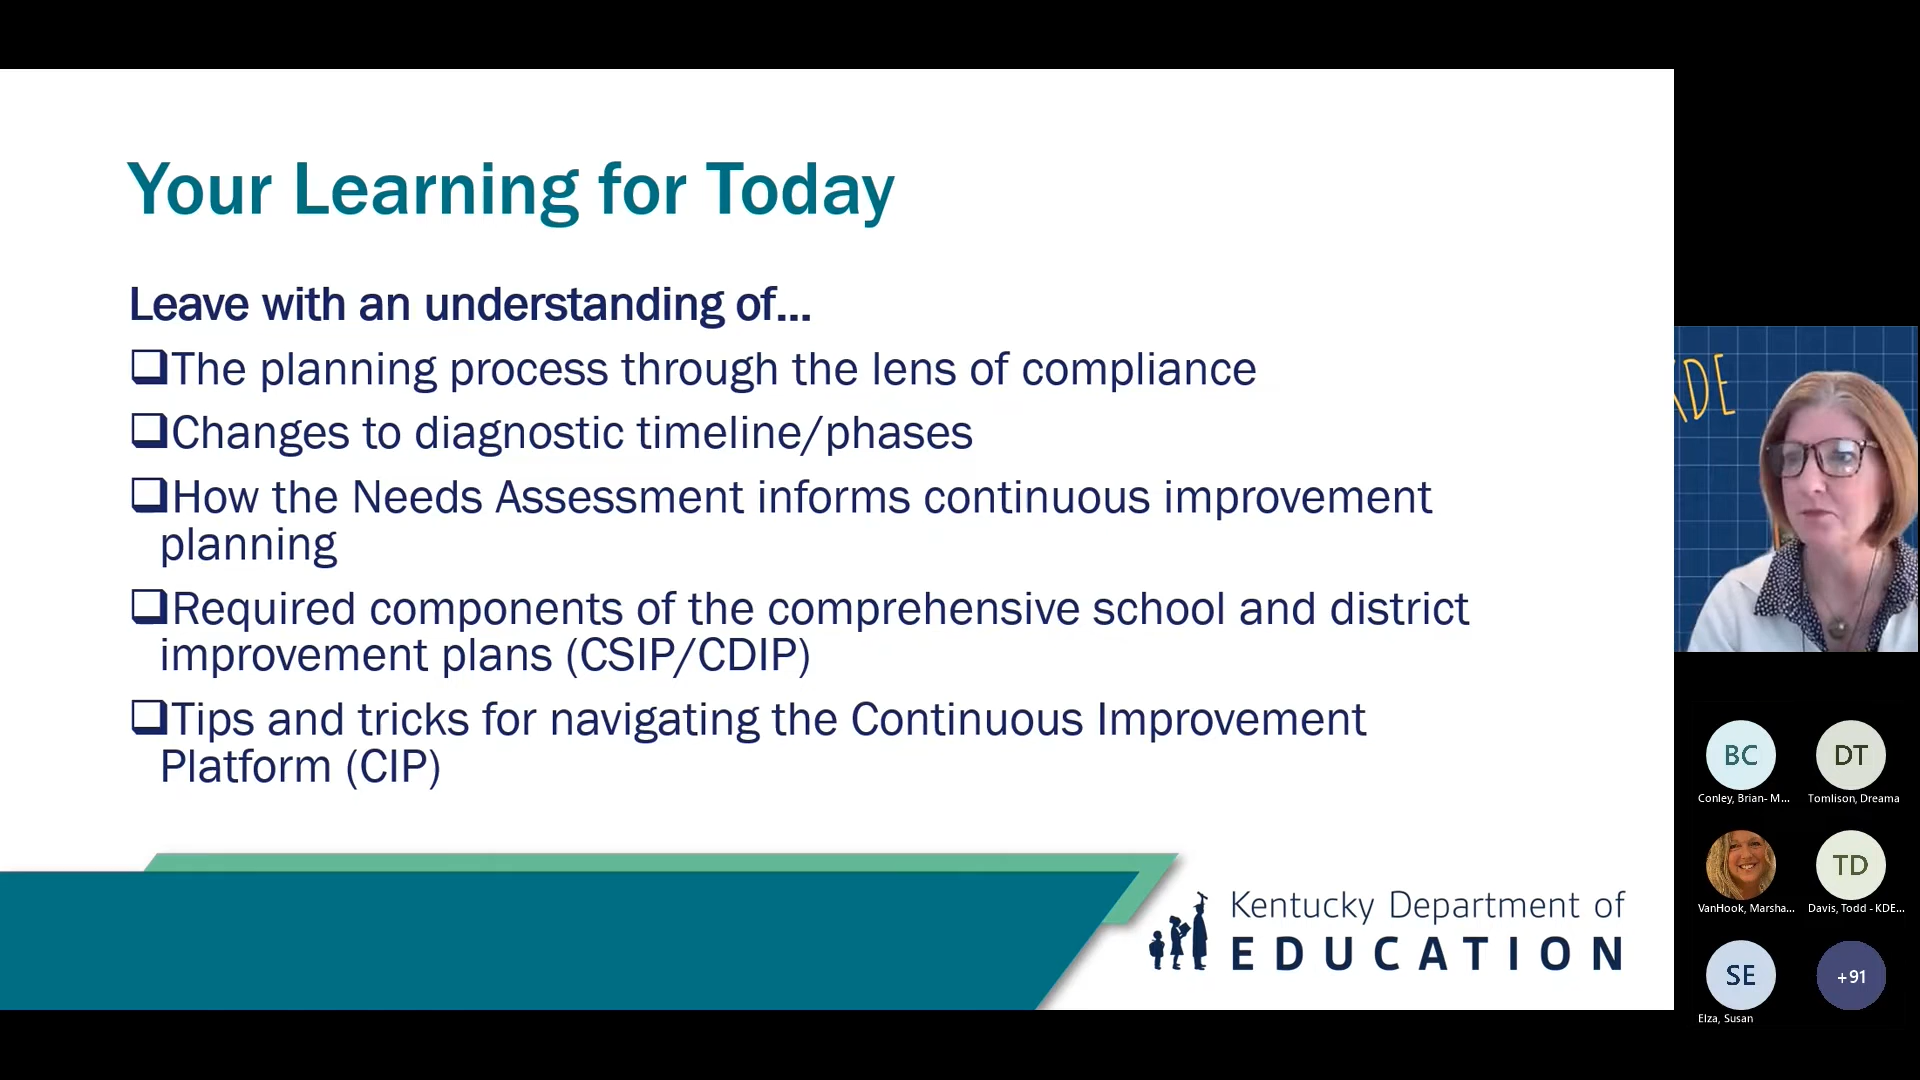 Your Learning for Today
Leave with an understanding of...
❑The planning process through the lens of compliance
❑Changes to diagnostic timeline/phases
❑How the Needs Assessment informs continuous improvement
planning
❑Required components of the comprehensive school and district
improvement plans (CSIP/CDIP)
❑Tips and tricks for navigating the Continuous Improvement
Platform (CIP)
Kentucky Department of
EDUCATION
KDE
BC
DT
Conley, Brian- M...
Tomlison, Dreama
TD
VanHook, Marsha...
Davis, Todd - KDE...
SE
+91
Elza, Susan